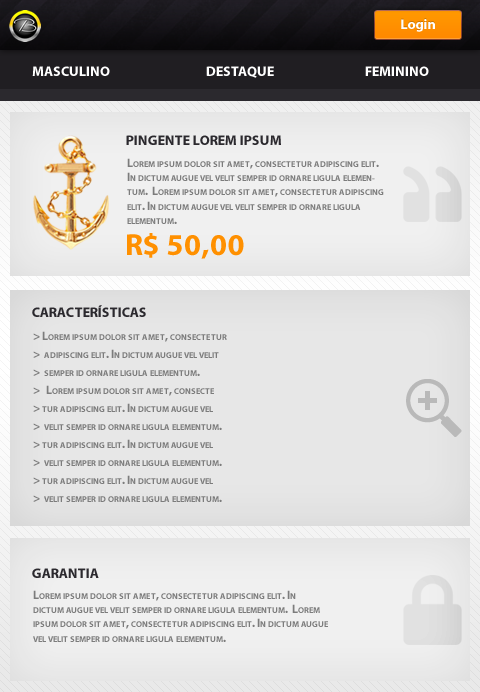 B
Login
MASCULINO DESTAQUE FEMININO
PINGENTE LOREM IPSUM
Lorem ipsum dolor sit amet, consectetur adipiscing elit.
In dictum augue vel velit semper id ornare ligula elemen-
tum. Lorem ipsum dolor sit amet, consectetur adipiscing
elit. In dictum augue vel velit semper id ornare ligula
elementum.
R$ 50,00
CARACTERÍSTICAS
> Lorem ipsum dolor sit amet, consectetur
> adipiscing elit. In dictum augue vel velit
> semper id ornare ligula elementum.
> Lorem ipsum dolor sit amet, consecte
> tur adipiscing elit. In dictum augue vel
> velit semper id ornare ligula elementum.
> tur adipiscing elit. In dictum augue vel
> velit semper id ornare ligula elementum.
> tur adipiscing elit. In dictum augue vel
> velit semper id ornare ligula elementum.
GARANTIA
Lorem ipsum dolor sit amet, consectetur adipiscing elit. In
dictum augue vel velit semper id ornare ligula elementum. Lorem
ipsum dolor sit amet, consectetur adipiscing elit. In dictum augue
vel velit semper id ornare ligula elementum.